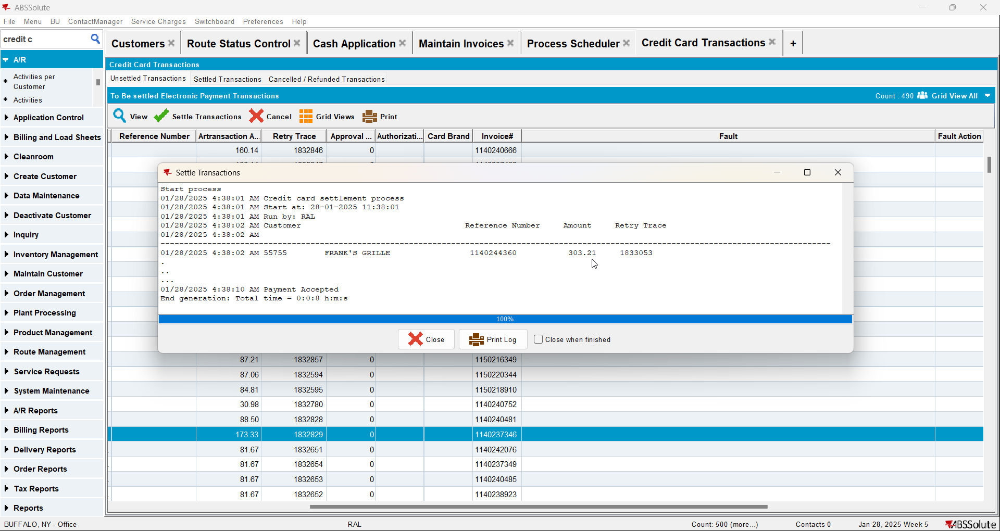 ABSSolute
File Menu BU ContactManager Service Charges Switchboard Preferences Help
credit c
Customers Route Status Control Cash Application Maintain Invoices Process Scheduler Credit Card Transactions +
A/R
Activities per
Customer
Activities
Application Control
Billing and Load Sheets
Cleanroom
Create Customer
Data Maintenance
Deactivate Customer
Inquiry
Inventory Management
Maintain Customer
Order Management
Plant Processing
Product Management
Route Management
Service Requests
System Maintenance
A/R Reports
Billing Reports
Delivery Reports
Order Reports
Tax Reports
Reports
Credit Card Transactions
Unsettled Transactions Settled Transactions Cancelled / Refunded Transactions
To Be settled Electronic Payment Transactions Count : 490 Grid View All
View Settle Transactions Cancel Grid Views Print
Reference Number Artransaction A... Retry Trace Approval ... Authorizati... Card Brand Invoice# Fault Fault Action
160.14 1832846 0 1140240666
Settle Transactions
Start process
01/28/2025 4:38:01 AM Credit card settlement process
01/28/2025 4:38:01 AM Start at: 28-01-2025 11:38:01
01/28/2025 4:38:01 AM Run by: RAL
01/28/2025 4:38:02 AM Customer Reference Number Amount Retry Trace
01/28/2025 4:38:02 AM
--------------------------------------------------------------------------------
01/28/2025 4:38:02 AM 55755 FRANK'S GRILLE 1140244360 303.21 1833053
.
..
...
01/28/2025 4:38:10 AM Payment Accepted
End generation: Total time = 0:0:8 h:m:s
100%
Close Print Log Close when finished
87.21 1832857 0 1150216349
87.06 1832594 0 1150220344
84.81 1832595 0 1150218910
30.98 1832780 0 1140240752
88.50 1832828 0 1140240481
173.33 1832829 0 1140237346
81.67 1832651 0 1140242076
81.67 1832654 0 1140237349
81.67 1832653 0 1140240485
81.67 1832652 0 1140238923
BUFFALO, NY - Office RAL Count: 500 (more...) Contacts 0 Jan 28, 2025 Week 5 ABSSolute